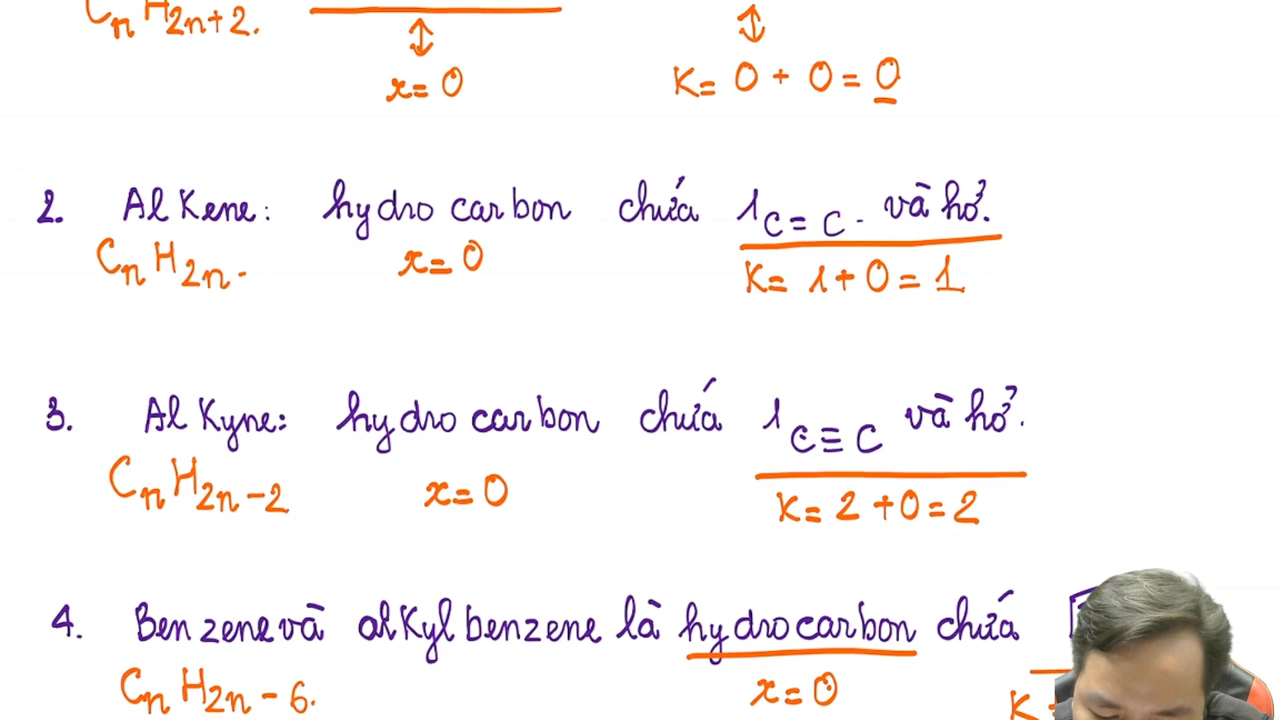 CnH2n+2.
x=0 K= 0 + 0 = 0
2. Alkene: hydrocarbon chứa 1 C=C. và hở.
CnH2n. x=0 K= 1+0=1
3. Alkyne: hydrocarbon chứa 1 C≡C và hở.
CnH2n-2 x=0 K= 2+0=2
4. Benzene và alkylbenzene là hydrocarbon chứa
CnH2n-6. x=0 K=